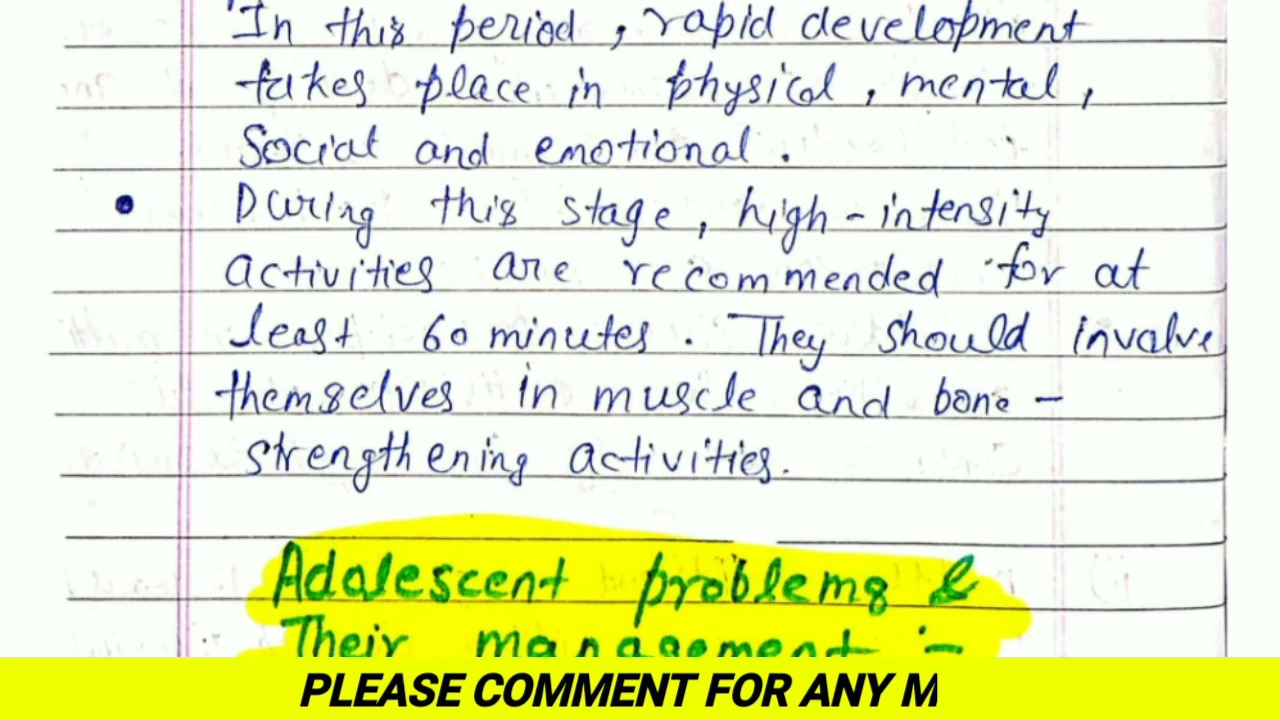 In this period, rapid development
takes place in physical, mental,
Social and emotional.
• During this stage, high-intensity
activities are recommended for at
least 60 minutes. They should involve
themselves in muscle and bone-
strengthening activities.
Adolescent problems &
Their management :-
PLEASE COMMENT FOR ANY M